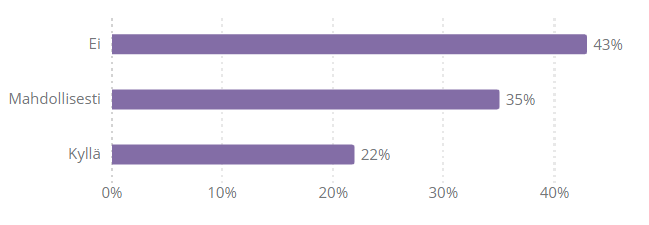 Ei 43%
Mahdollisesti 35%
Kyllä 22%
0% 10% 20% 30% 40%